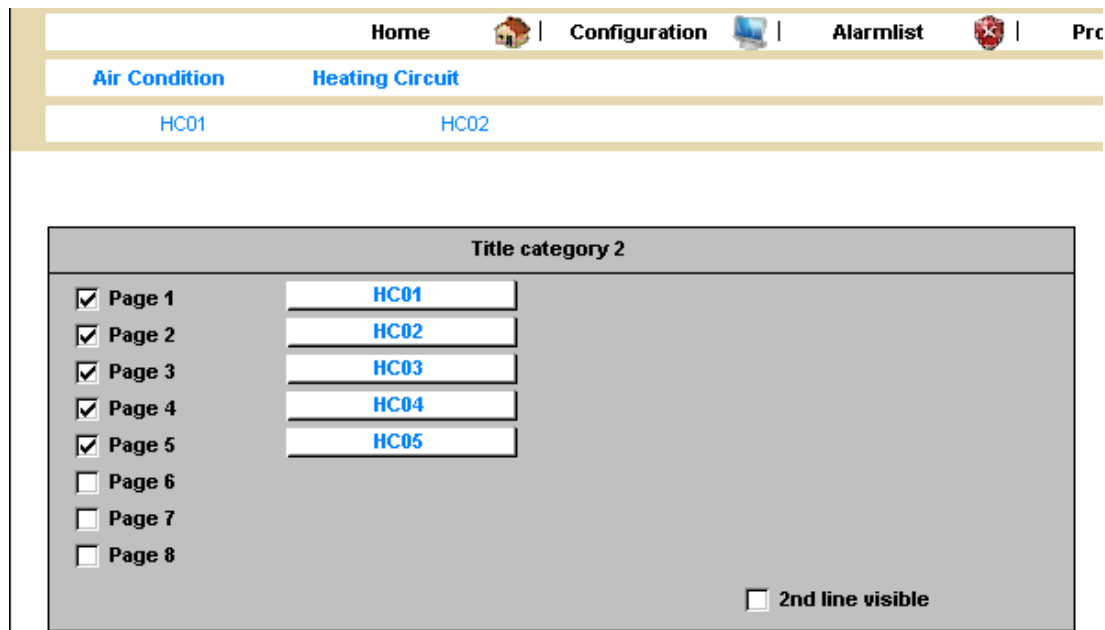 Home | Configuration | Alarmlist |
Air Condition Heating Circuit
HC01 HC02
Title category 2
Page 1 HC01
Page 2 HC02
Page 3 HC03
Page 4 HC04
Page 5 HC05
Page 6
Page 7
Page 8
2nd line visible